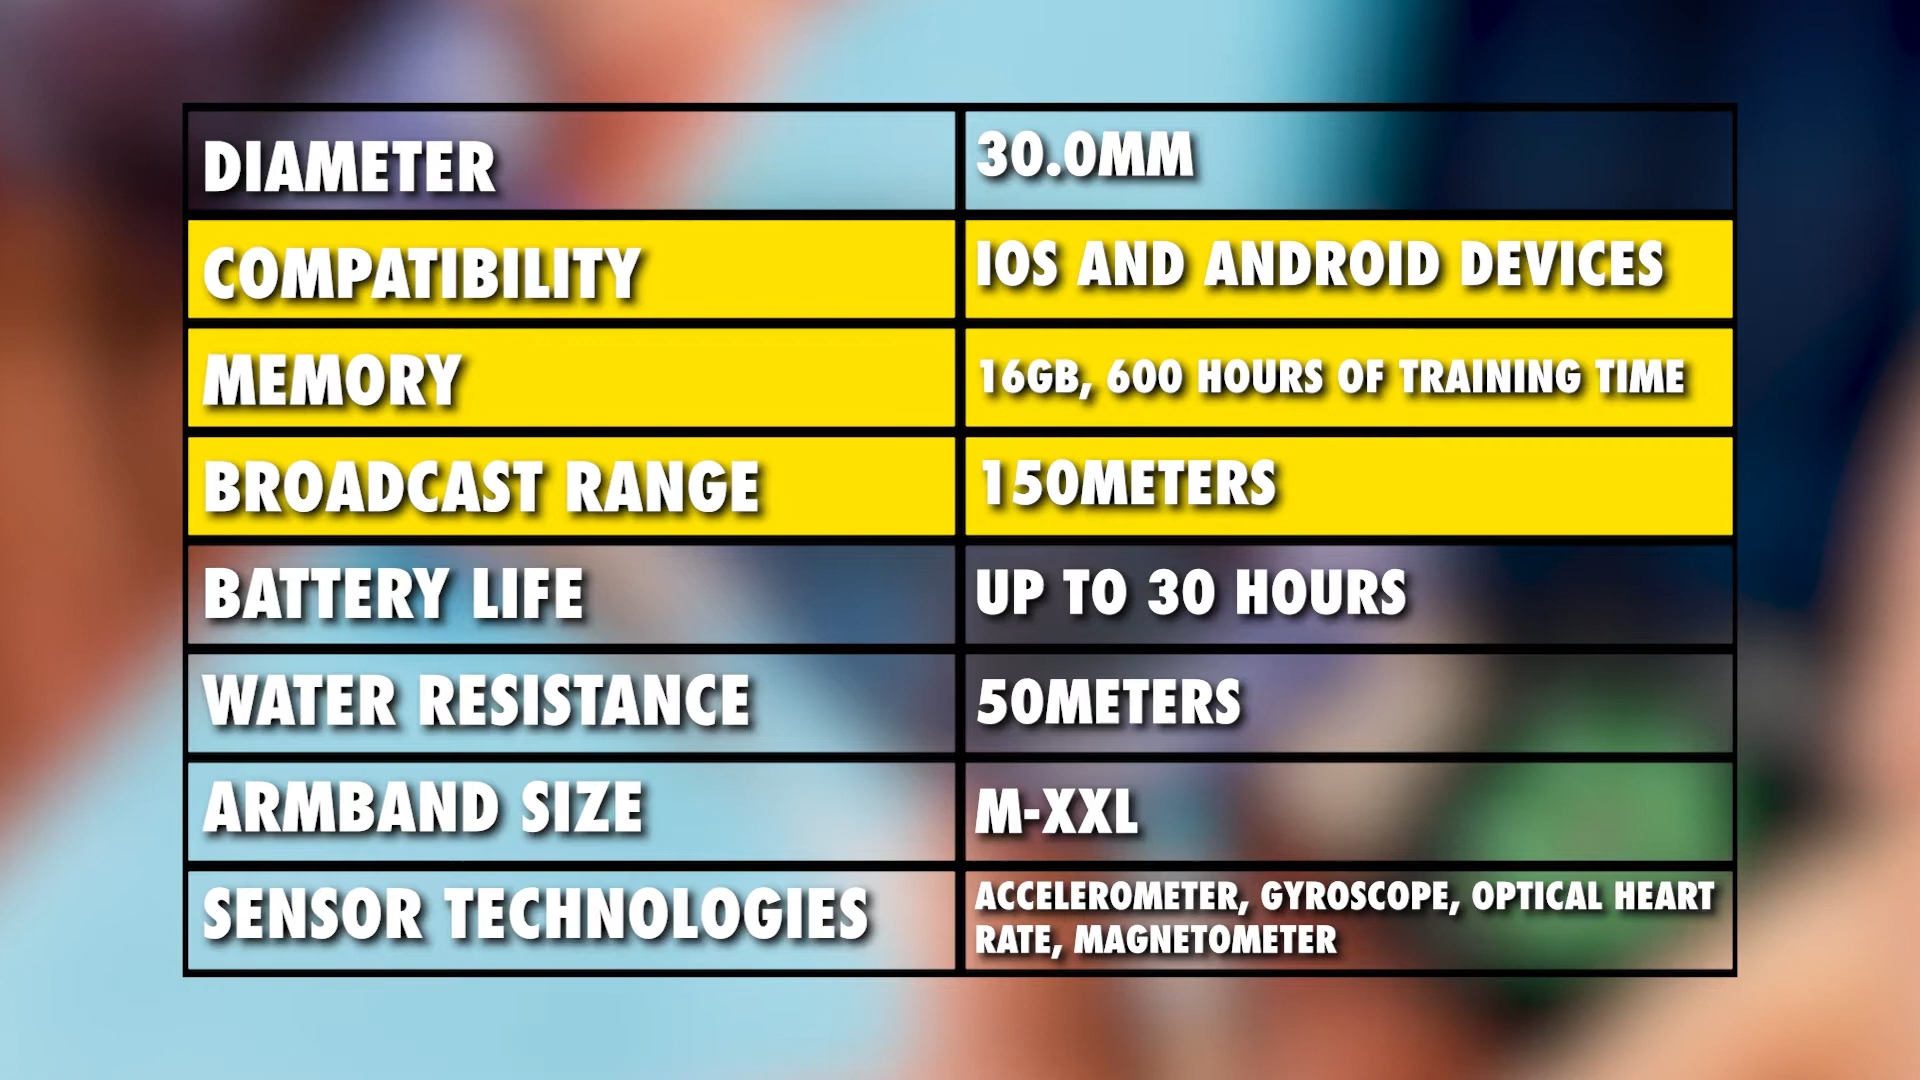 DIAMETER
30.0MM
COMPATIBILITY
IOS AND ANDROID DEVICES
MEMORY
16GB, 600 HOURS OF TRAINING TIME
BROADCAST RANGE
150METERS
BATTERY LIFE
UP TO 30 HOURS
WATER RESISTANCE
50METERS
ARMBAND SIZE
M-XXL
SENSOR TECHNOLOGIES
ACCELEROMETER, GYROSCOPE, OPTICAL HEART
RATE, MAGNETOMETER